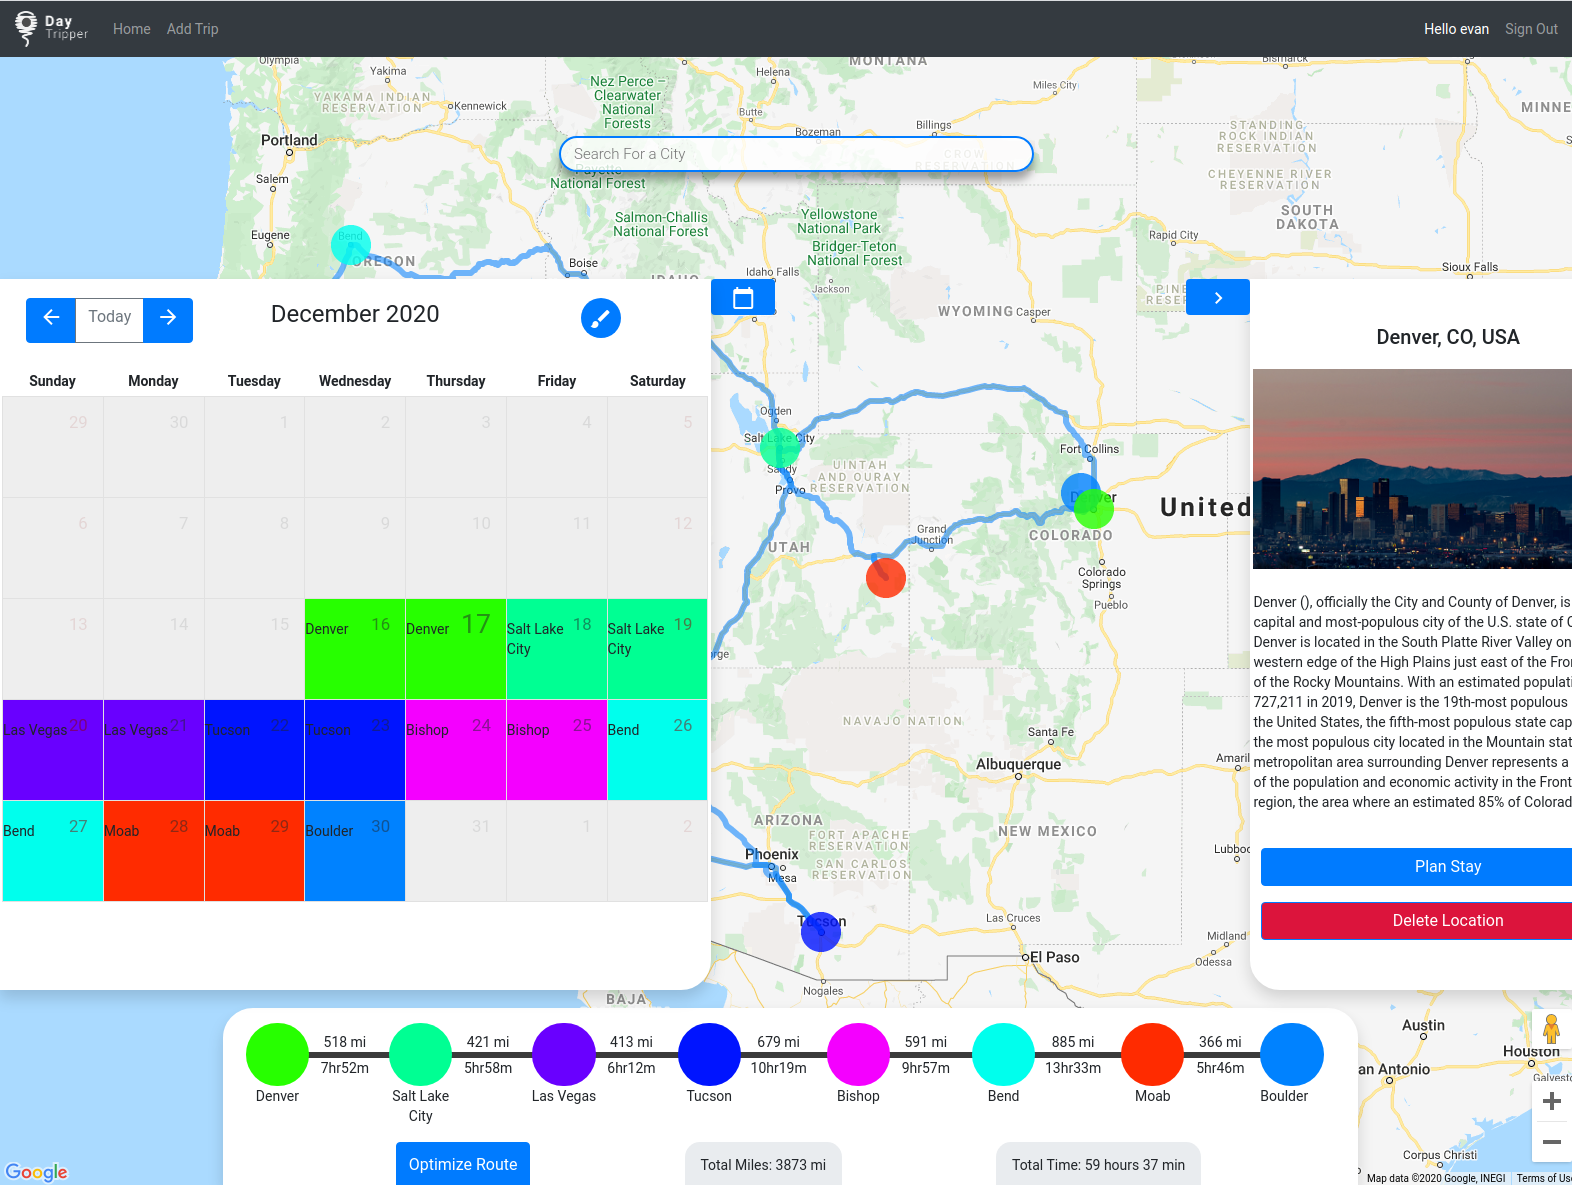 Day
Tripper
Home
Add Trip
Hello evan
Sign Out
Olympia
Yakima
YAKAMA INDIAN
RESERVATION
Kennewick
Portland
Salem
Eugene
Bend
OREGON
Boise
Nez Perce –
Clearwater
National
Forests
Helena
MONTANA
Miles City
Bismarck
Butte
Bozeman
Billings
CROW
RESERVATION
STANDING
ROCK INDIAN
RESERVATION
MINNE
CHEYENNE RIVER
RESERVATION
SOUTH
DAKOTA
Rapid City
Sioux Falls
Search For a City
Payette
National Forest
Salmon-Challis
National Forest
Yellowstone
National Park
Bridger-Teton
National Forest
IDAHO
Idaho Falls
Jackson
WYOMING
Casper
PINE
RESER
Today
December 2020
Sunday Monday Tuesday Wednesday Thursday Friday Saturday
29 30 1 2 3 4 5
6 7 8 9 10 11 12
13 14 15 Denver 16 Denver 17 Salt Lake City 18 Salt Lake City 19
Las Vegas 20 Las Vegas 21 Tucson 22 Tucson 23 Bishop 24 Bishop 25 Bend 26
Bend 27 Moab 28 Moab 29 Boulder 30 31 1 2
Ogden
Salt Lake City
Sandy
Provo
UINTAH
AND OURAY
RESERVATION
Fort Collins
Denver
United
Grand
Junction
COLORADO
UTAH
Colorado
Springs
Pueblo
rge
NAVAJO NATION
Santa Fe
Albuquerque
Amaril
ARIZONA
FORT APACHE
RESERVATION
NEW MEXICO
Phoenix
Mesa
SAN CARLOS
RESERVATION
Lubbo
Tucson
Las Cruces
Midland
Odessa
El Paso
Nogales
BAJA
Denver, CO, USA
Denver (), officially the City and County of Denver, is
capital and most-populous city of the U.S. state of C
Denver is located in the South Platte River Valley on
western edge of the High Plains just east of the Fror
of the Rocky Mountains. With an estimated populati
727,211 in 2019, Denver is the 19th-most populous
the United States, the fifth-most populous state cap
the most populous city located in the Mountain stat
metropolitan area surrounding Denver represents a
of the population and economic activity in the Front
region, the area where an estimated 85% of Colorad
Plan Stay
Delete Location
518 mi
7hr52m
421 mi
5hr58m
413 mi
6hr12m
679 mi
10hr19m
591 mi
9hr57m
885 mi
13hr33m
366 mi
5hr46m
Denver
Salt Lake
City
Las Vegas
Tucson
Bishop
Bend
Moab
Boulder
Optimize Route
Total Miles: 3873 mi
Total Time: 59 hours 37 min
Austin
Houston
an Antonio
Galvesto
Corpus Christi
Google
Map data ©2020 Google, INEGI
Terms of Use